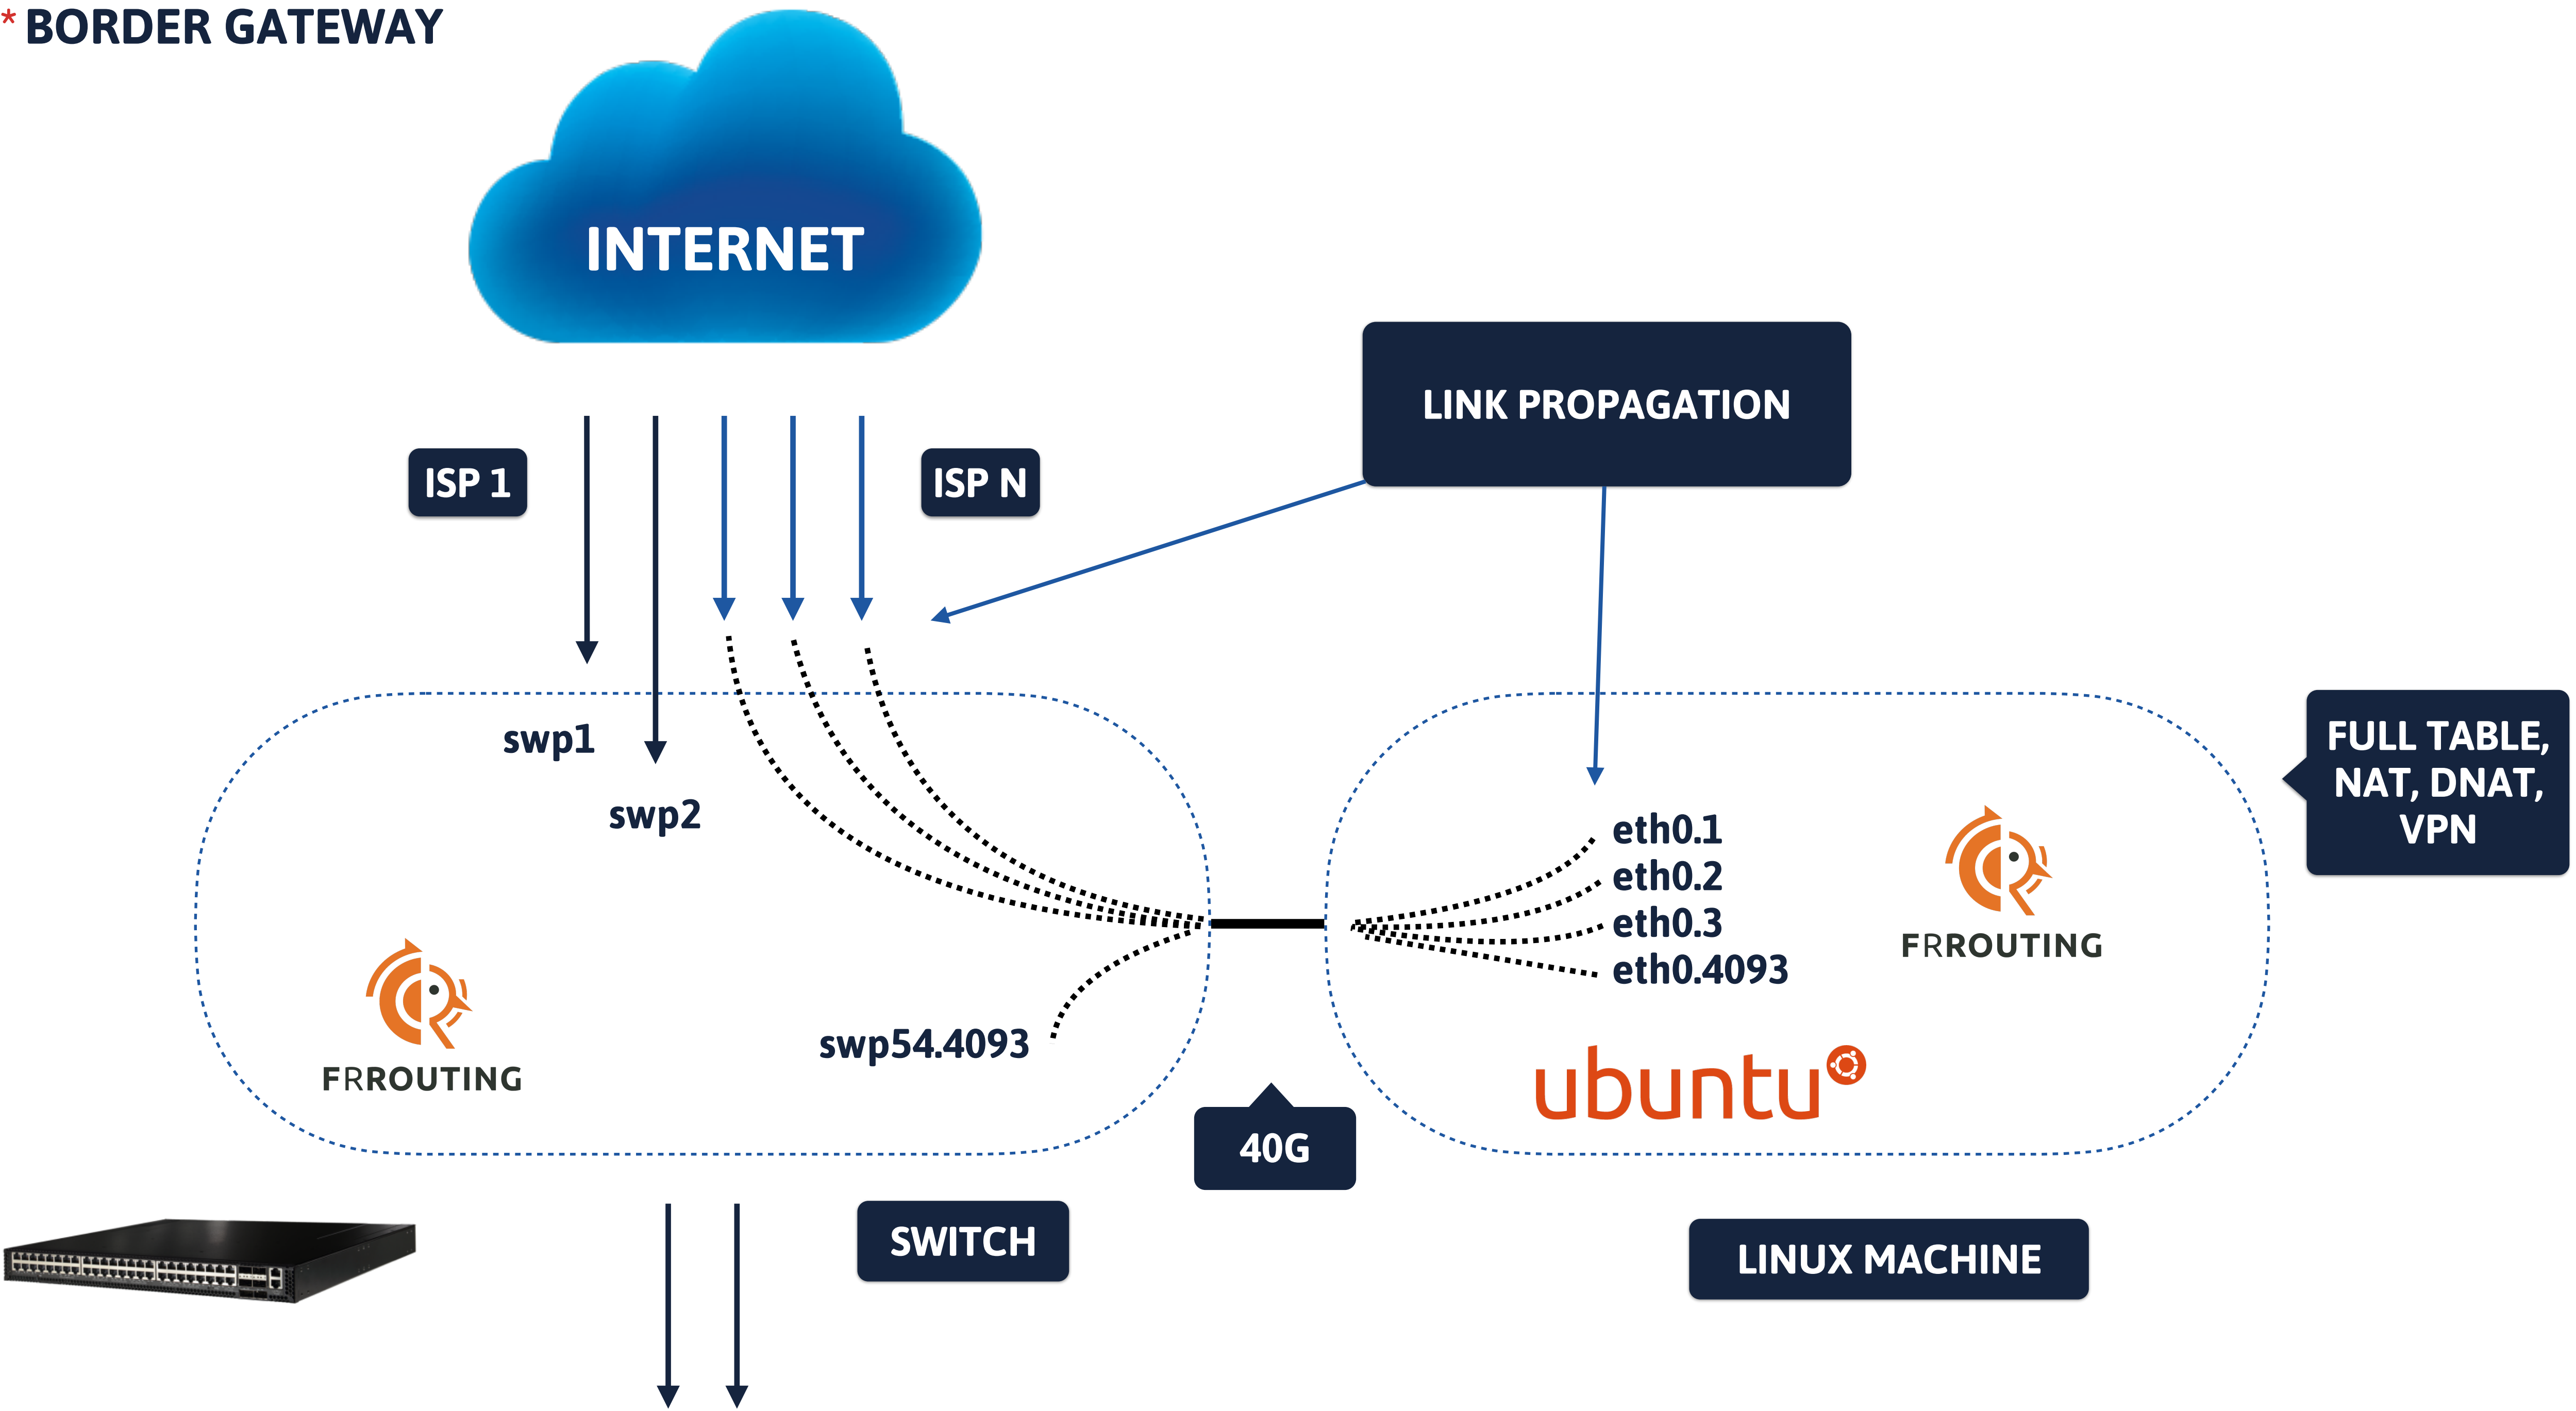 * BORDER GATEWAY
INTERNET
LINK PROPAGATION
ISP 1
ISP N
swp1
swp2
FULL TABLE,
NAT, DNAT,
VPN
eth0.1
eth0.2
eth0.3
eth0.4093
FRROUTING
swp54.4093
FRROUTING
ubuntu
40G
SWITCH
LINUX MACHINE